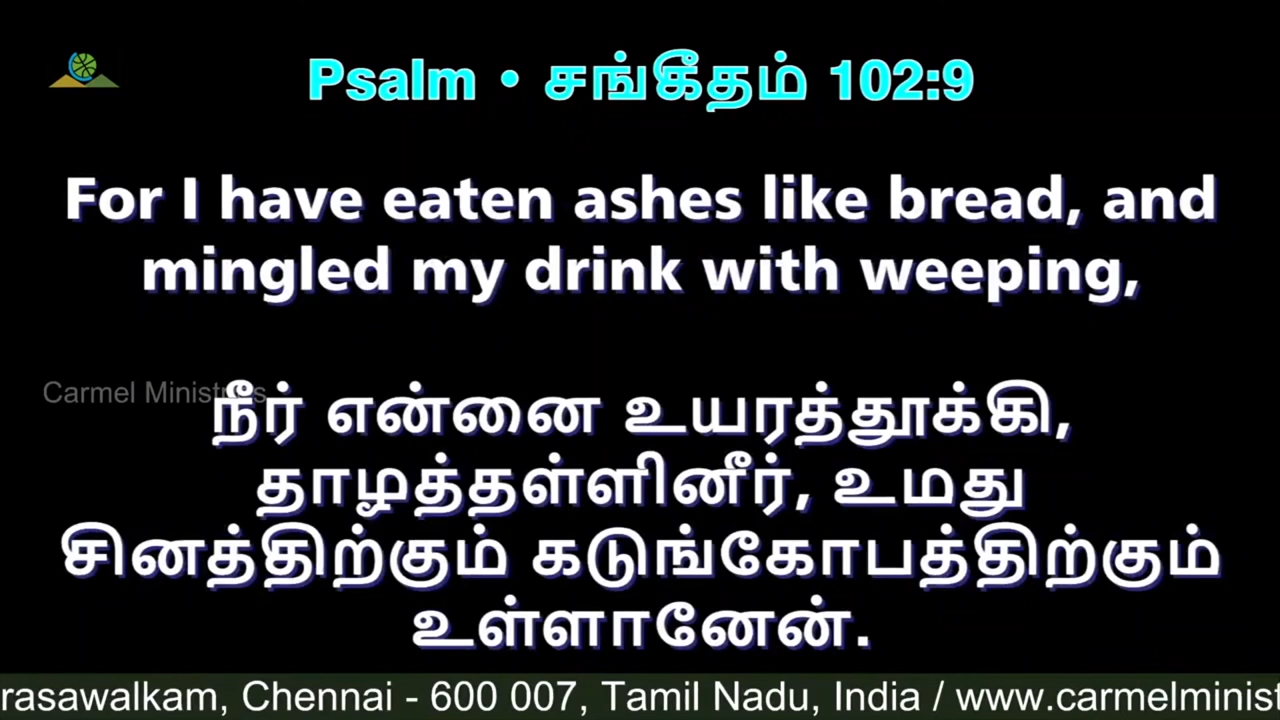 Psalm • சங்கீதம் 102:9
For I have eaten ashes like bread, and
mingled my drink with weeping,
Carmel Ministries
நீர் என்னை உயரத்தூக்கி,
தாழத்தள்ளினீர், உமது
சினத்திற்கும் கடுங்கோபத்திற்கும்
உள்ளானேன்.
rasawalkam, Chennai - 600 007, Tamil Nadu, India / www.carmelminist